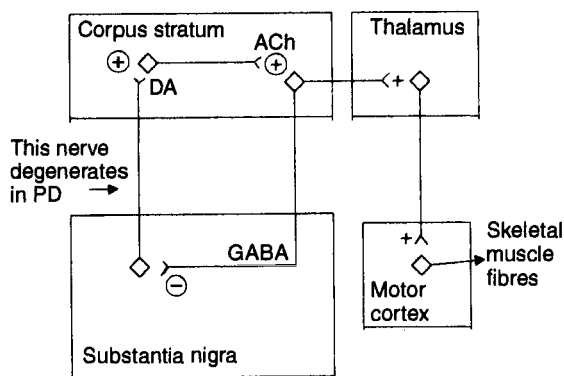 Corpus stratum
ACh
+
+
DA
Thalamus
+
This nerve
degenerates
in PD
GABA
−
Substantia nigra
+
Skeletal
muscle
fibres
Motor
cortex